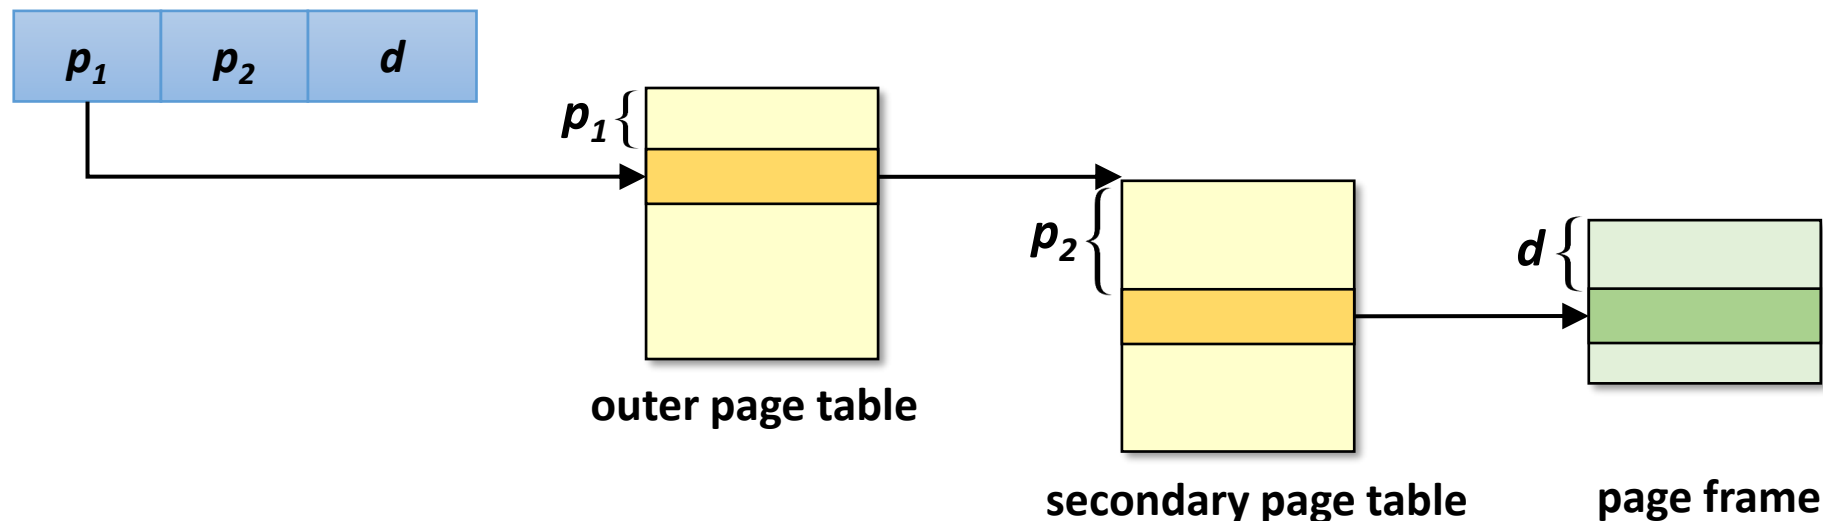 p1 p2 d
p1
p2
d
outer page table
secondary page table
page frame